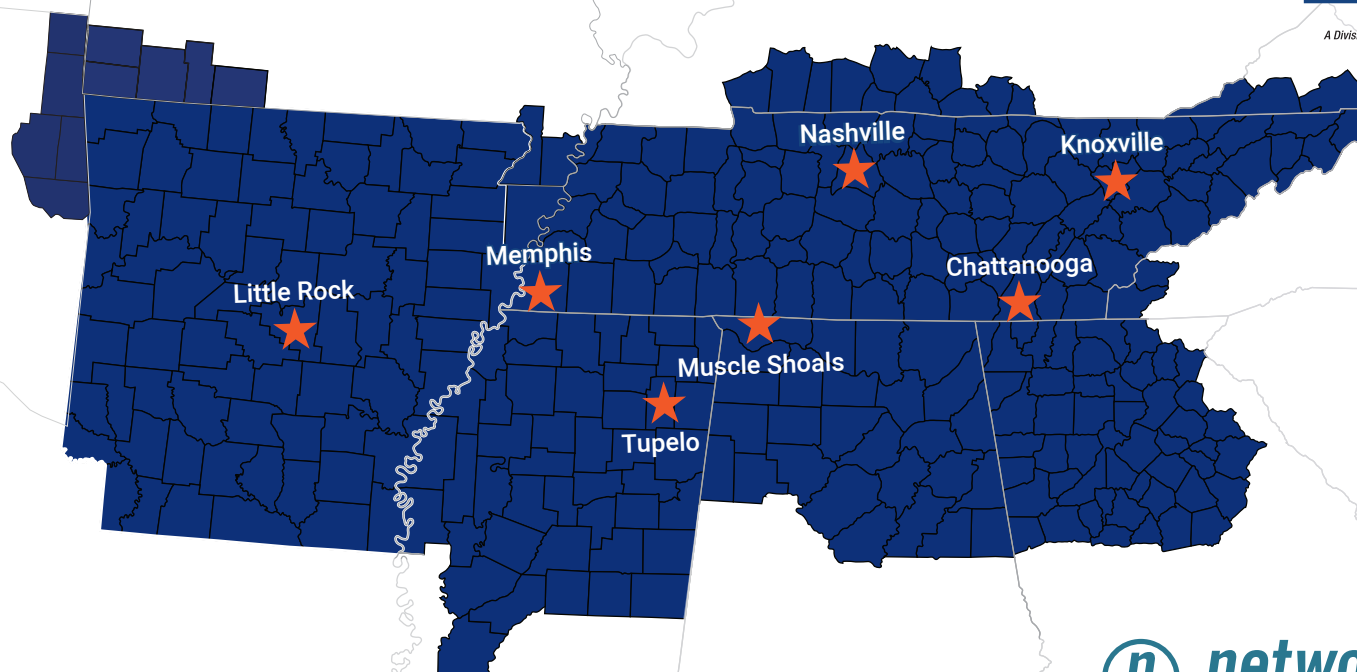 A Divis
Nashville
Knoxville
Memphis
Chattanooga
Little Rock
Muscle Shoals
Tupelo
n netwo